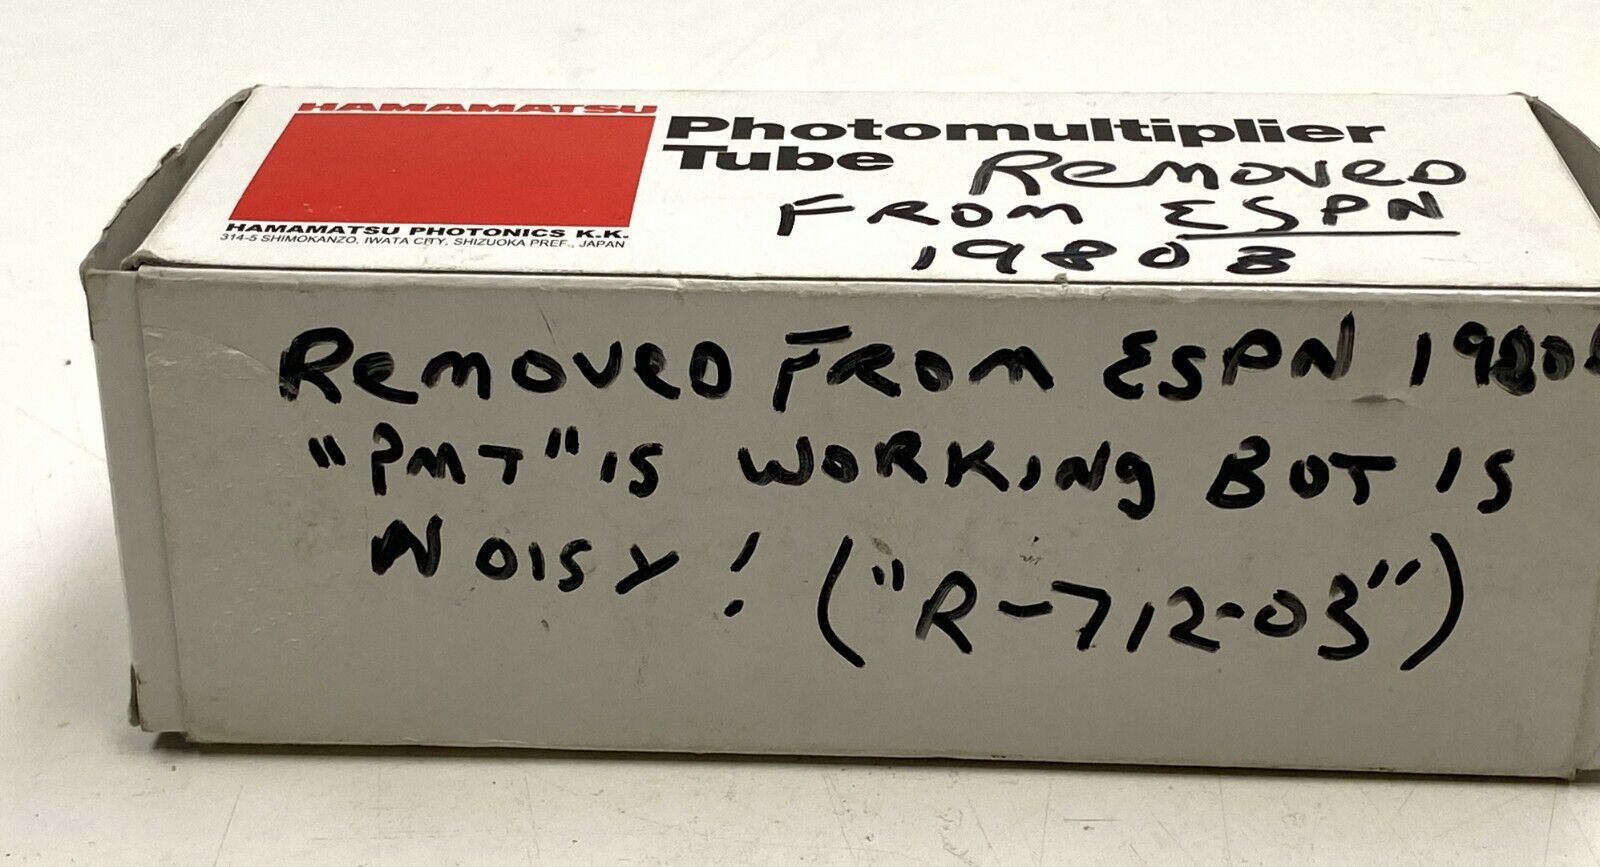 HAMAMATSU
Photomultiplier
Tube Removed
FROM ESPN
19803
HAMAMATSU PHOTONICS K.K.
314-5 SHIMOKANZO, IWATA CITY, SHIZUOKA PREF., JAPAN
Removed FROM ESPN
"PMT" IS WORKING BUT IS
NOISY! ("R-712-03")